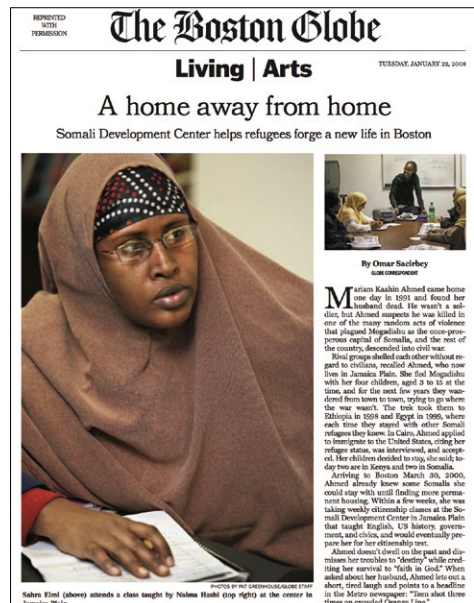 REPRINTED
WITH
PERMISSION
The Boston Globe
Living | Arts
TUESDAY, JANUARY 22, 2008
A home away from home
Somali Development Center helps refugees forge a new life in Boston
PHOTOS BY PAT GREENHOUSE/GLOBE STAFF
Sahra Elmi (above) attends a class taught by Naima Hashi (top right) at the center in
Jamaica Plain.
By Omar Sacirbey
GLOBE CORRESPONDENT
Mariam Kaahin Ahmed came home
one day in 1991 and found her
husband dead. He wasn't a sol-
dier, but Ahmed suspects he was killed in
one of the many random acts of violence
that plagued Mogadishu as the once-pros-
perous capital of Somalia, and the rest of
the country, descended into civil war.
Rival groups shelled each other without re-
gard to civilians, recalled Ahmed, who now
lives in Jamaica Plain. She fled Mogadishu
with her four children, aged 3 to 15 at the
time, and for the next few years they wan-
dered from town to town, trying to go where
the war wasn't. The trek took them to
Ethiopia in 1998 and Egypt in 1999, where
each time they stayed with other Somali
refugees they knew. In Cairo, Ahmed applied
to immigrate to the United States, citing her
refugee status, was interviewed, and accept-
ed. Her children decided to stay, she said; to-
day two are in Kenya and two in Somalia.
Arriving to Boston March 30, 2000,
Ahmed already knew some Somalis she
could stay with until finding more perma-
nent housing. Within a few weeks, she was
taking weekly citizenship classes at the So-
mali Development Center in Jamaica Plain
that taught English, US history, govern-
ment, and civics, and would eventually pre-
pare her for her citizenship test.
Ahmed doesn't dwell on the past and dis-
misses her troubles to "destiny" while cred-
iting her survival to "faith in God." When
asked about her husband, Ahmed lets out a
short, tired laugh and points to a headline
in the Metro newspaper: "Teen shot three
times on crowded Orange Line."